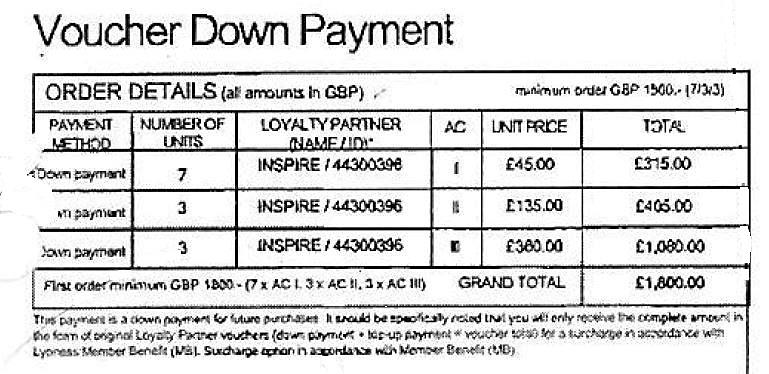 Voucher Down Payment
ORDER DETAILS (all amounts in GBP) minimum order GBP 1500.- (7/3/3)
PAYMENT METHOD NUMBER OF UNITS LOYALTY PARTNER (NAME / ID)* AC UNIT PRICE TOTAL
Down payment 7 INSPIRE / 44300396 I £45.00 £315.00
wn payment 3 INSPIRE / 44300396 II £135.00 £405.00
Down payment 3 INSPIRE / 44300396 III £360.00 £1,080.00
First order minimum GBP 1800.- (7 x AC I, 3 x AC II, 3 x AC III) GRAND TOTAL £1,800.00
This payment is a down payment for future purchases. It should be specifically noted that you will only receive the complete amount in
the form of original Loyalty Partner vouchers (down payment + top-up payment = voucher total) for a surcharge in accordance with
Lyoness Member Benefit (MB). Surcharge option in accordance with Member Benefit (MB).